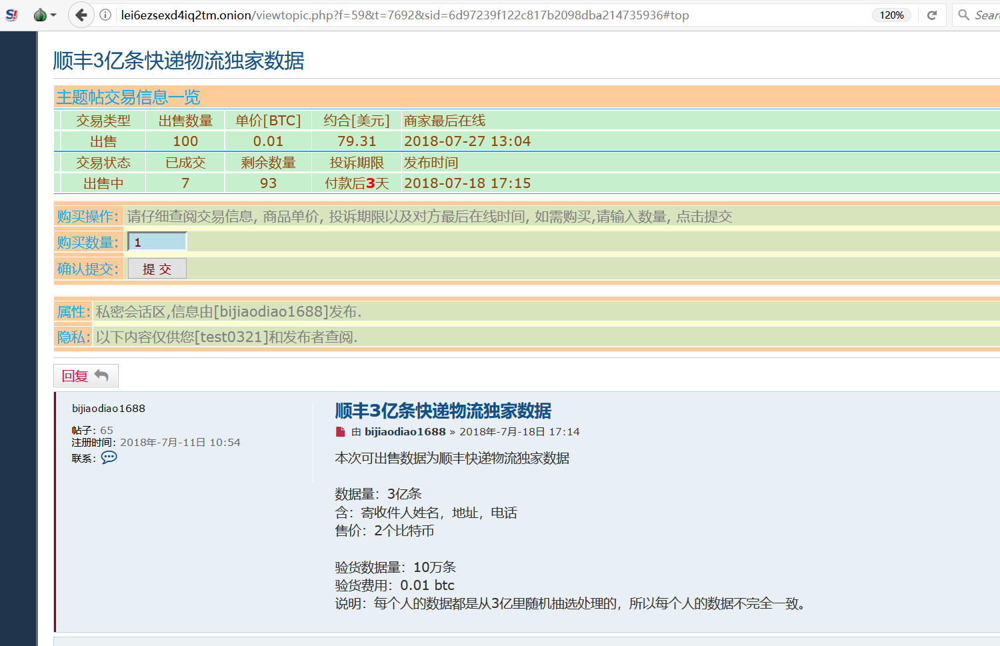 S!
lei6ezsexd4iq2tm.onion/viewtopic.php?f=59&t=7692&sid=6d97239f122c817b2098dba214735936#top
120%
Sear
顺丰3亿条快递物流独家数据
主题帖交易信息一览
交易类型 出售数量 单价[BTC] 约合[美元] 商家最后在线
出售 100 0.01 79.31 2018-07-27 13:04
交易状态 已成交 剩余数量 投诉期限 发布时间
出售中 7 93 付款后3天 2018-07-18 17:15
购买操作: 请仔细查阅交易信息, 商品单价, 投诉期限以及对方最后在线时间, 如需购买,请输入数量, 点击提交
购买数量: 1
确认提交: 提 交
属性: 私密会话区,信息由[bijiaodiao1688]发布.
隐私: 以下内容仅供您[test0321]和发布者查阅.
回复
bijiaodiao1688
帖子: 65
注册时间: 2018年-7月-11日 10:54
联系:
顺丰3亿条快递物流独家数据
由 bijiaodiao1688 » 2018年-7月-18日 17:14
本次可出售数据为顺丰快递物流独家数据
数据量：3亿条
含：寄收件人姓名，地址，电话
售价：2个比特币
验货数据量：10万条
验货费用：0.01 btc
说明：每个人的数据都是从3亿里随机抽选处理的，所以每个人的数据不完全一致。